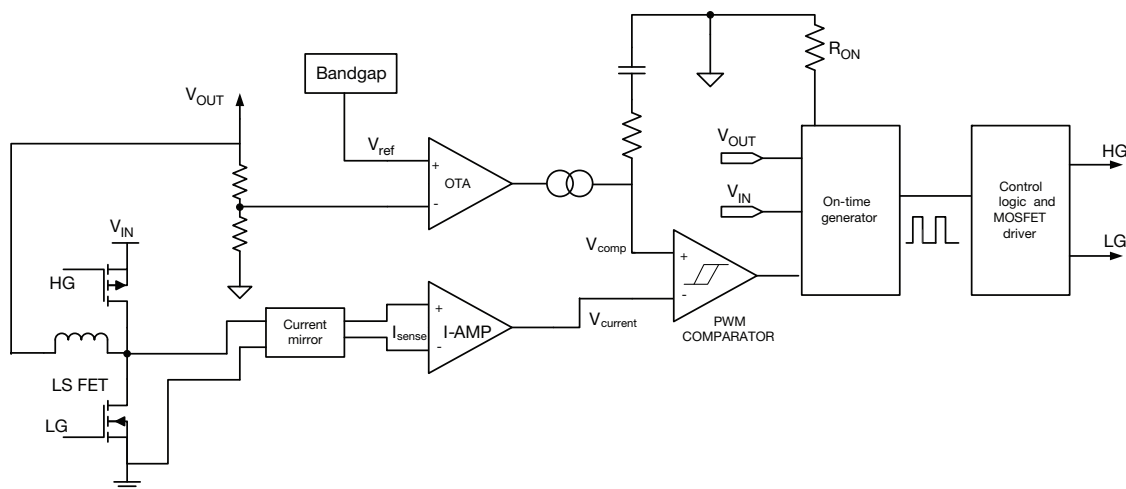 Bandgap
V_OUT
V_ref
+
OTA
-
R_ON
V_OUT
V_IN
On-time
generator
Control
logic and
MOSFET
driver
HG
LG
V_IN
HG
LS FET
LG
Current
mirror
I_sense
+
I-AMP
-
V_comp
V_current
+
-
PWM
COMPARATOR